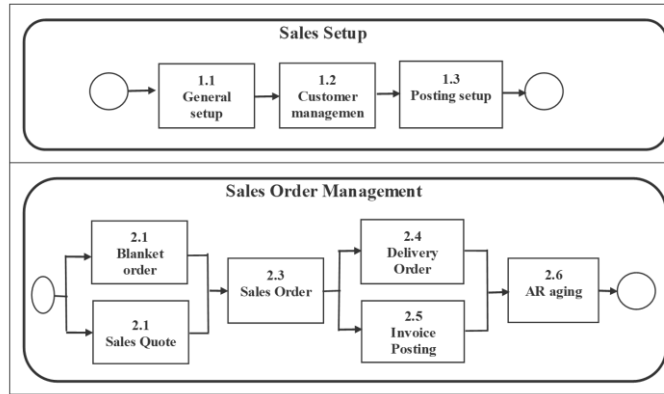 Sales Setup
1.1
General
setup
1.2
Customer
managemen
1.3
Posting setup
Sales Order Management
2.1
Blanket
order
2.1
Sales Quote
2.3
Sales Order
2.4
Delivery
Order
2.5
Invoice
Posting
2.6
AR aging